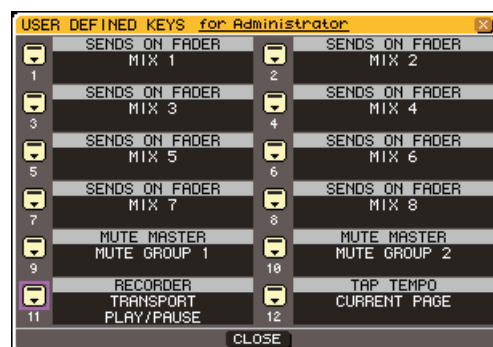 USER DEFINED KEYS for Administrator
SENDS ON FADER SENDS ON FADER
MIX 1 MIX 2
1 2
SENDS ON FADER SENDS ON FADER
MIX 3 MIX 4
3 4
SENDS ON FADER SENDS ON FADER
MIX 5 MIX 6
5 6
SENDS ON FADER SENDS ON FADER
MIX 7 MIX 8
7 8
MUTE MASTER MUTE MASTER
MUTE GROUP 1 MUTE GROUP 2
9 10
RECORDER TAP TEMPO
TRANSPORT CURRENT PAGE
11 PLAY/PAUSE 12
CLOSE